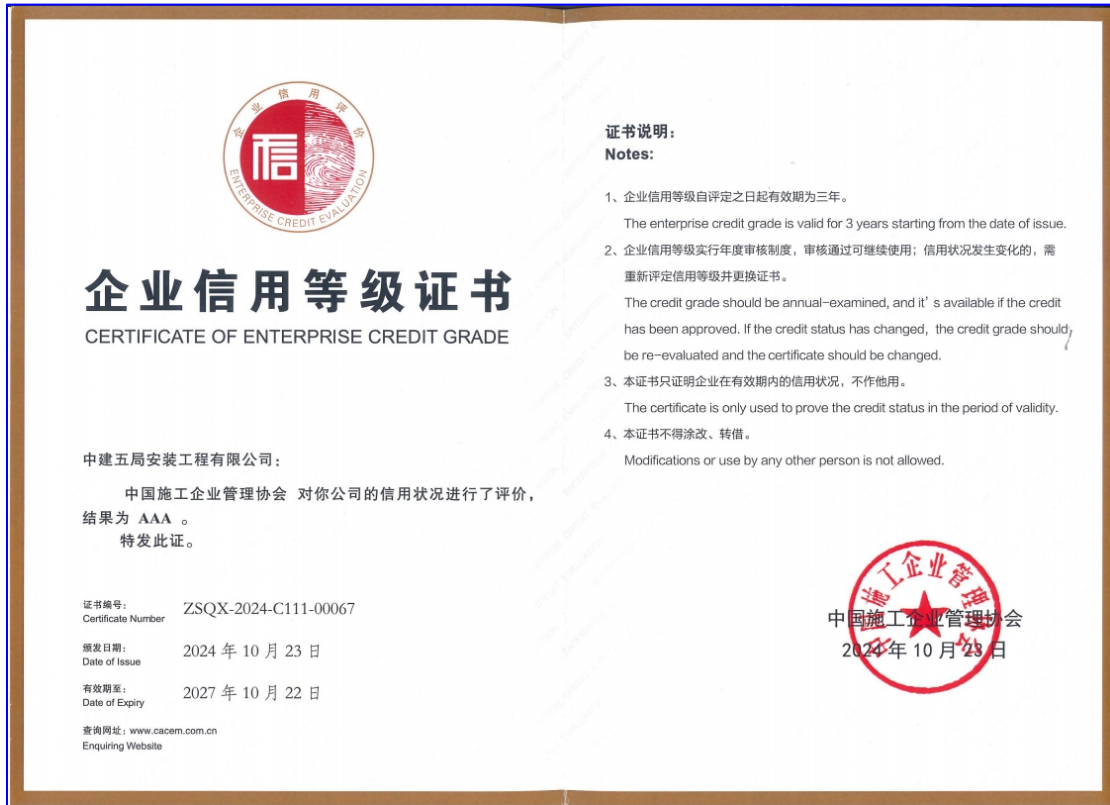 企业信用评价
信
ENTERPRISE CREDIT EVALUATION
企业信用等级证书
CERTIFICATE OF ENTERPRISE CREDIT GRADE
中建五局安装工程有限公司：
中国施工企业管理协会 对你公司的信用状况进行了评价，
结果为 AAA 。
特发此证。
证书编号：
Certificate Number
ZSQX-2024-C111-00067
颁发日期：
Date of Issue
2024 年 10 月 23 日
有效期至：
Date of Expiry
2027 年 10 月 22 日
查询网址：www.cacem.com.cn
Enquiring Website
证书说明：
Notes:
1、企业信用等级自评定之日起有效期为三年。
The enterprise credit grade is valid for 3 years starting from the date of issue.
2、企业信用等级实行年度审核制度，审核通过可继续使用；信用状况发生变化的，需
重新评定信用等级并更换证书。
The credit grade should be annual-examined, and it's available if the credit
has been approved. If the credit status has changed, the credit grade should
be re-evaluated and the certificate should be changed.
3、本证书只证明企业在有效期内的信用状况，不作他用。
The certificate is only used to prove the credit status in the period of validity.
4、本证书不得涂改、转借。
Modifications or use by any other person is not allowed.
中国施工企业管理协会
中国施工企业管理协会
2024 年 10 月 23 日